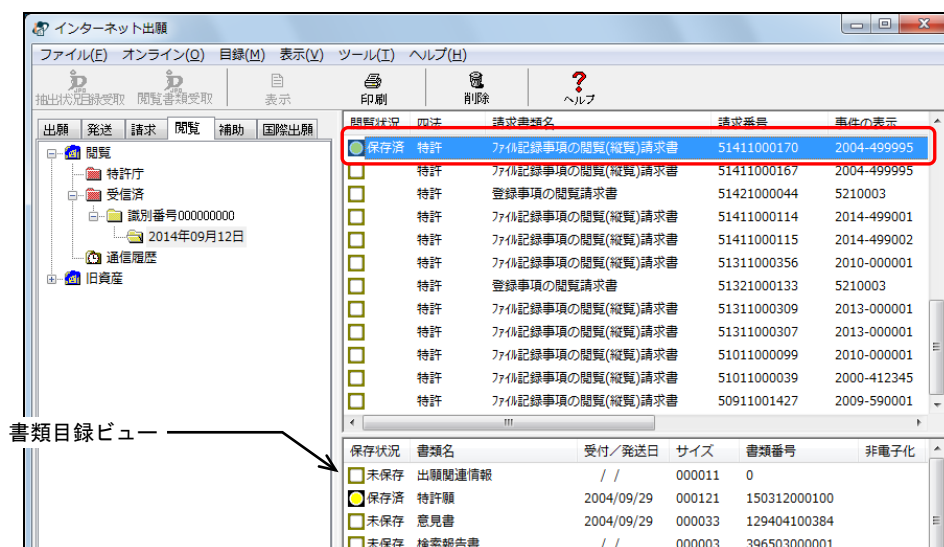 インターネット出願
ファイル(F) オンライン(O) 目録(M) 表示(V) ツール(T) ヘルプ(H)
抽出状況目録受取 閲覧書類受取 表示 印刷 削除 ヘルプ
出願 発送 請求 閲覧 補助 国際出願
閲覧
特許庁
受信済
識別番号000000000
2014年09月12日
通信履歴
旧資産
閲覧状況 四法 請求書類名 請求番号 事件の表示
保存済 特許 ファイル記録事項の閲覧(縦覧)請求書 51411000170 2004-499995
特許 ファイル記録事項の閲覧(縦覧)請求書 51411000167 2004-499995
特許 登録事項の閲覧請求書 51421000044 5210003
特許 ファイル記録事項の閲覧(縦覧)請求書 51411000114 2014-499001
特許 ファイル記録事項の閲覧(縦覧)請求書 51411000115 2014-499002
特許 ファイル記録事項の閲覧(縦覧)請求書 51311000356 2010-000001
特許 登録事項の閲覧請求書 51321000133 5210003
特許 ファイル記録事項の閲覧(縦覧)請求書 51311000309 2013-000001
特許 ファイル記録事項の閲覧(縦覧)請求書 51311000307 2013-000001
特許 ファイル記録事項の閲覧(縦覧)請求書 51011000099 2010-000001
特許 ファイル記録事項の閲覧(縦覧)請求書 51011000039 2000-412345
特許 ファイル記録事項の閲覧(縦覧)請求書 50911001427 2009-590001
書類目録ビュー
保存状況 書類名 受付／発送日 サイズ 書類番号 非電子化
未保存 出願関連情報 / / 000011 0
保存済 特許願 2004/09/29 000121 150312000100
未保存 意見書 2004/09/29 000033 129404100384
未保存 検索報告書 / / 000003 396503000001